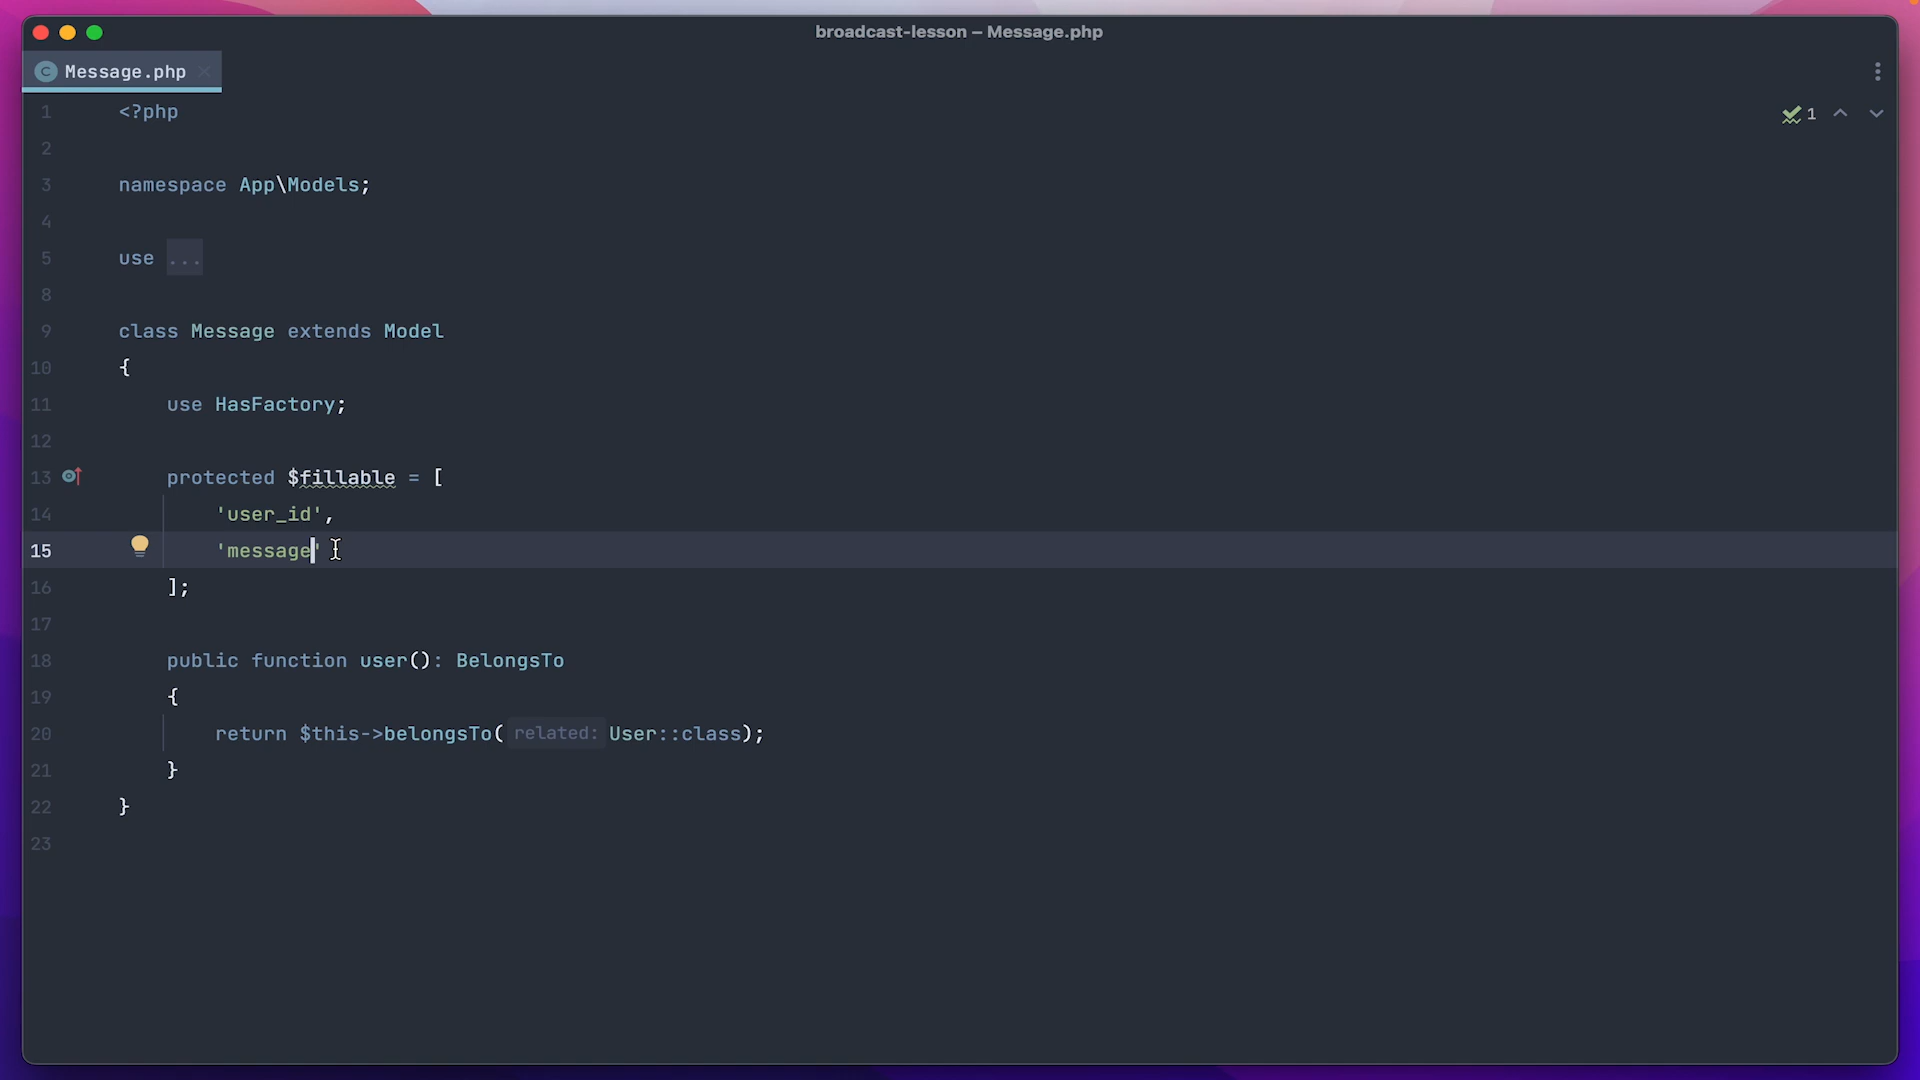 broadcast-lesson – Message.php
C Message.php
1 <?php
1
2
3 namespace App\Models;
4
5 use ...
8
9 class Message extends Model
10 {
11 use HasFactory;
12
13 protected $fillable = [
14 'user_id',
15 'message'
16 ];
17
18 public function user(): BelongsTo
19 {
20 return $this->belongsTo( related: User::class);
21 }
22 }
23